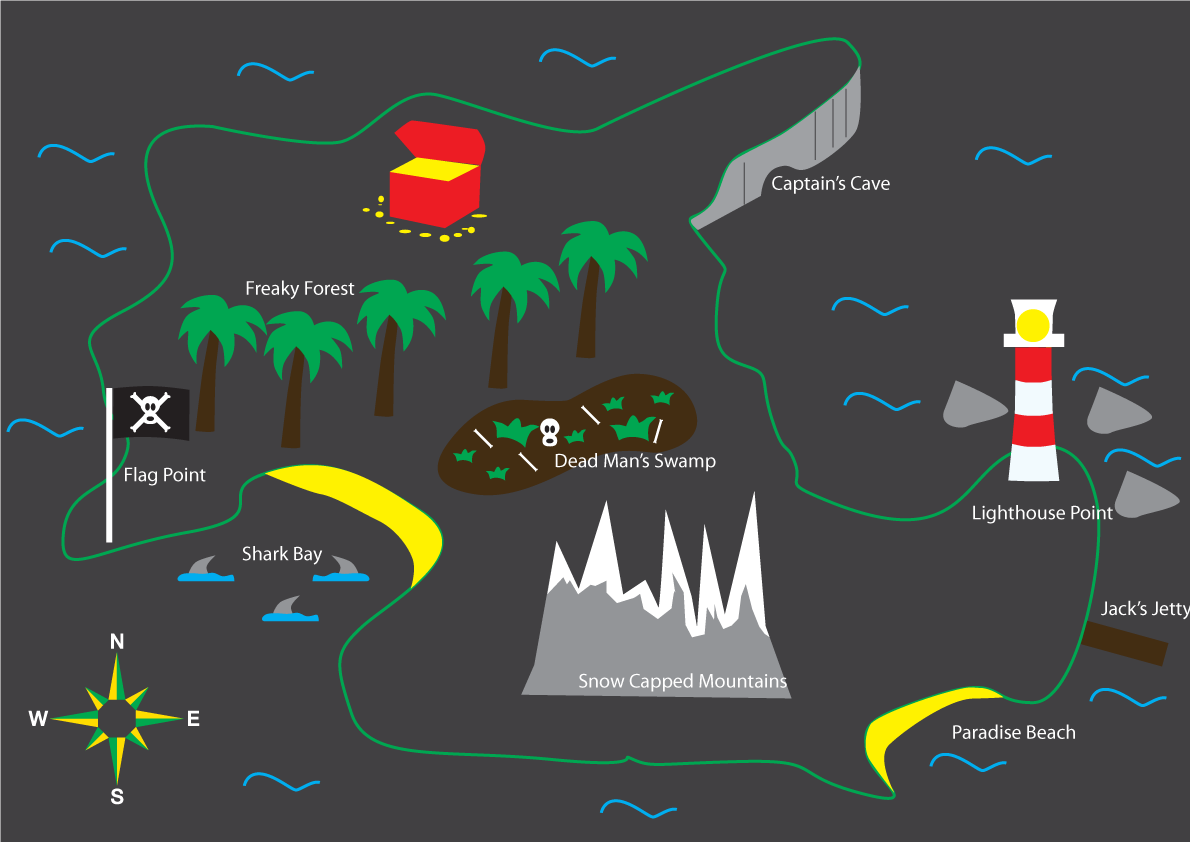 Captain's Cave
Freaky Forest
Dead Man's Swamp
Flag Point
Lighthouse Point
Shark Bay
Jack's Jetty
N
W
E
S
Snow Capped Mountains
Paradise Beach